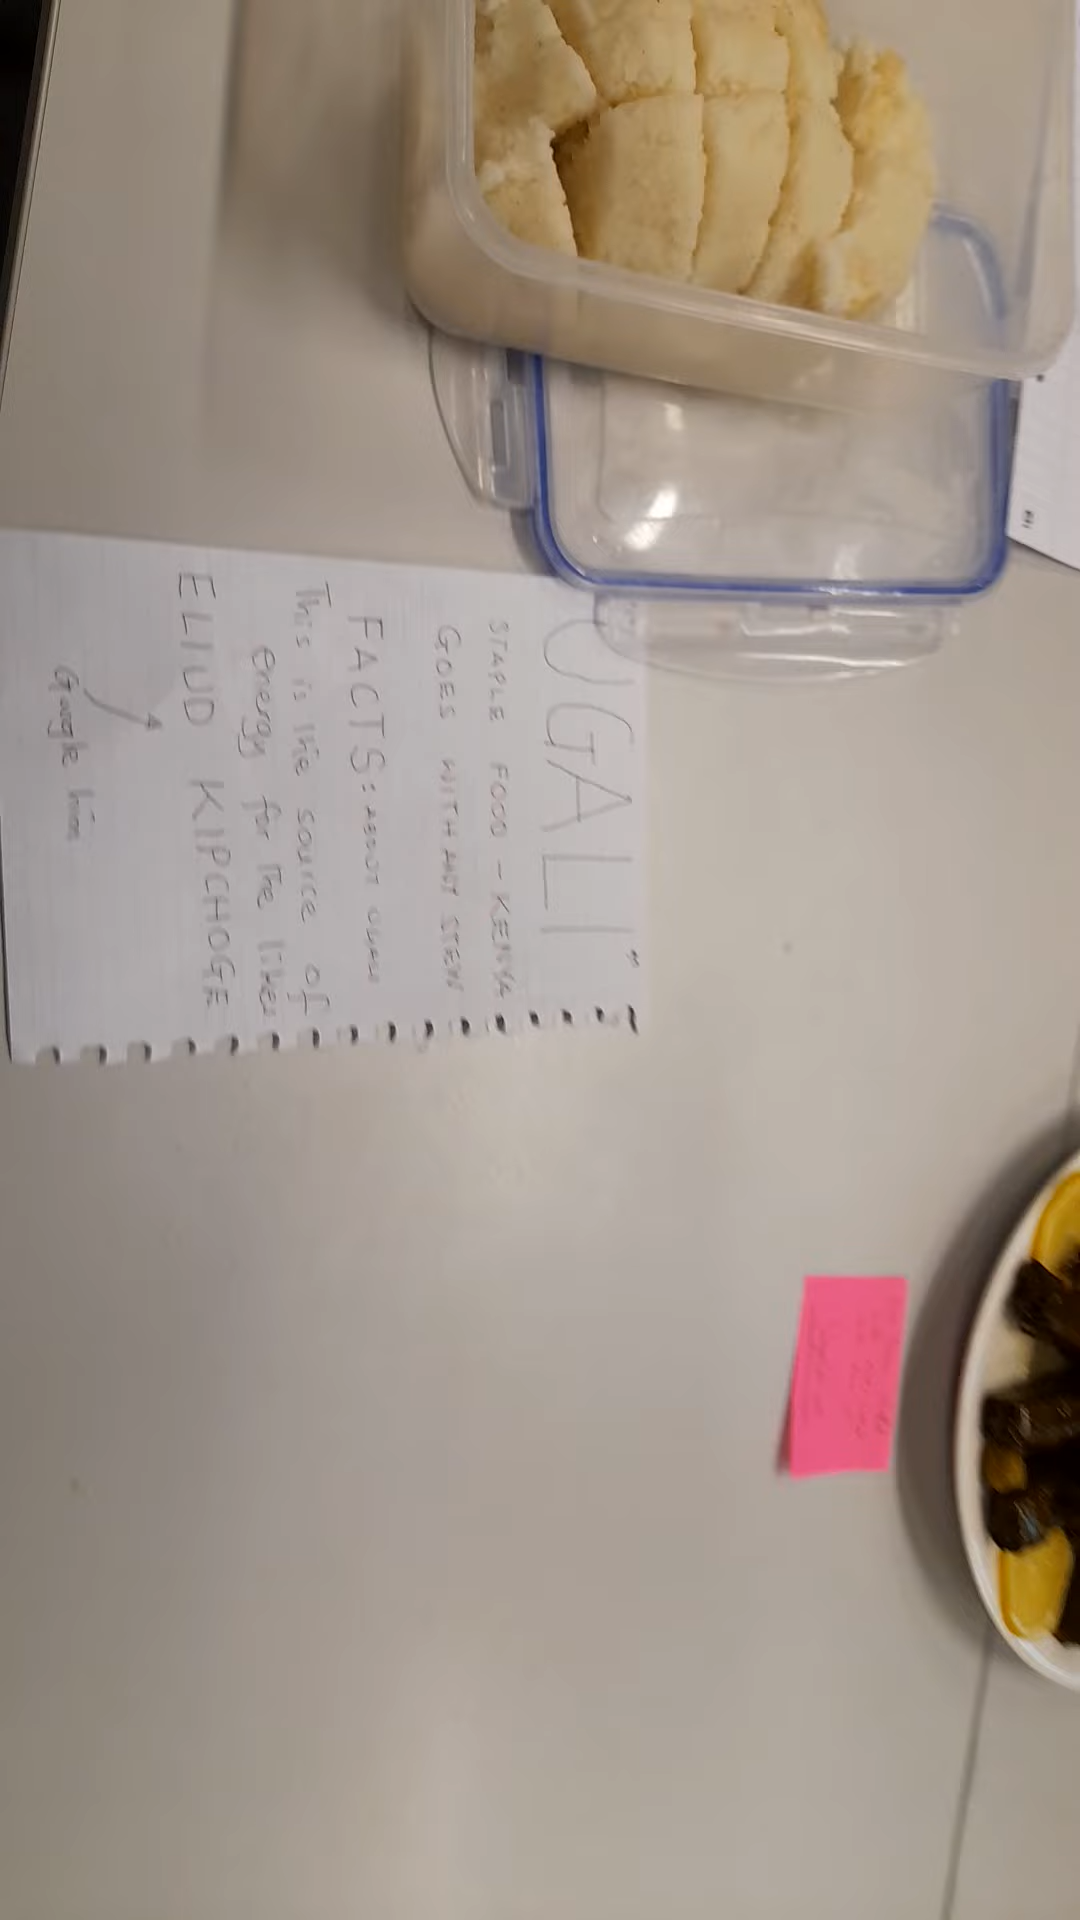 UGALI"
STAPLE FOOD - KENYA
GOES WITH ANY STEW
FACTS: ABOUT UGALI
This is the source of
energy for the likes
ELIUD KIPCHOGE
Google him